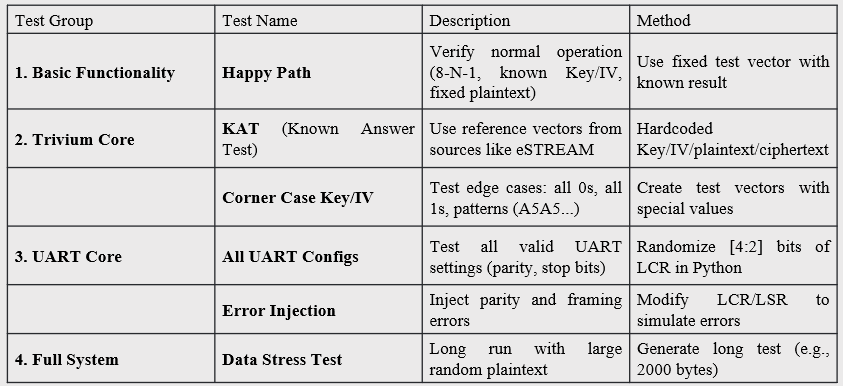 Test Group Test Name Description Method
1. Basic Functionality
Happy Path
Verify normal operation
(8-N-1, known Key/IV,
fixed plaintext)
Use fixed test vector with
known result
2. Trivium Core
KAT (Known Answer
Test)
Use reference vectors from
sources like eSTREAM
Hardcoded
Key/IV/plaintext/ciphertext
Corner Case Key/IV
Test edge cases: all 0s, all
1s, patterns (A5A5...)
Create test vectors with
special values
3. UART Core
All UART Configs
Test all valid UART
settings (parity, stop bits)
Randomize [4:2] bits of
LCR in Python
Error Injection
Inject parity and framing
errors
Modify LCR/LSR to
simulate errors
4. Full System
Data Stress Test
Long run with large
random plaintext
Generate long test (e.g.,
2000 bytes)